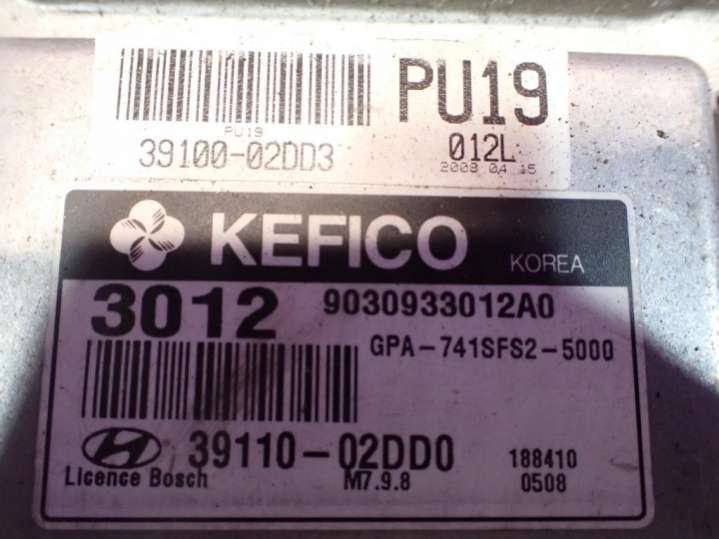 PU19
PU19
39100-02DD3
012L
2008 04 15
KEFICO
KOREA
3012
9030933012A0
GPA-741SFS2-5000
39110-02DD0
188410
Licence Bosch
M7.9.8
0508